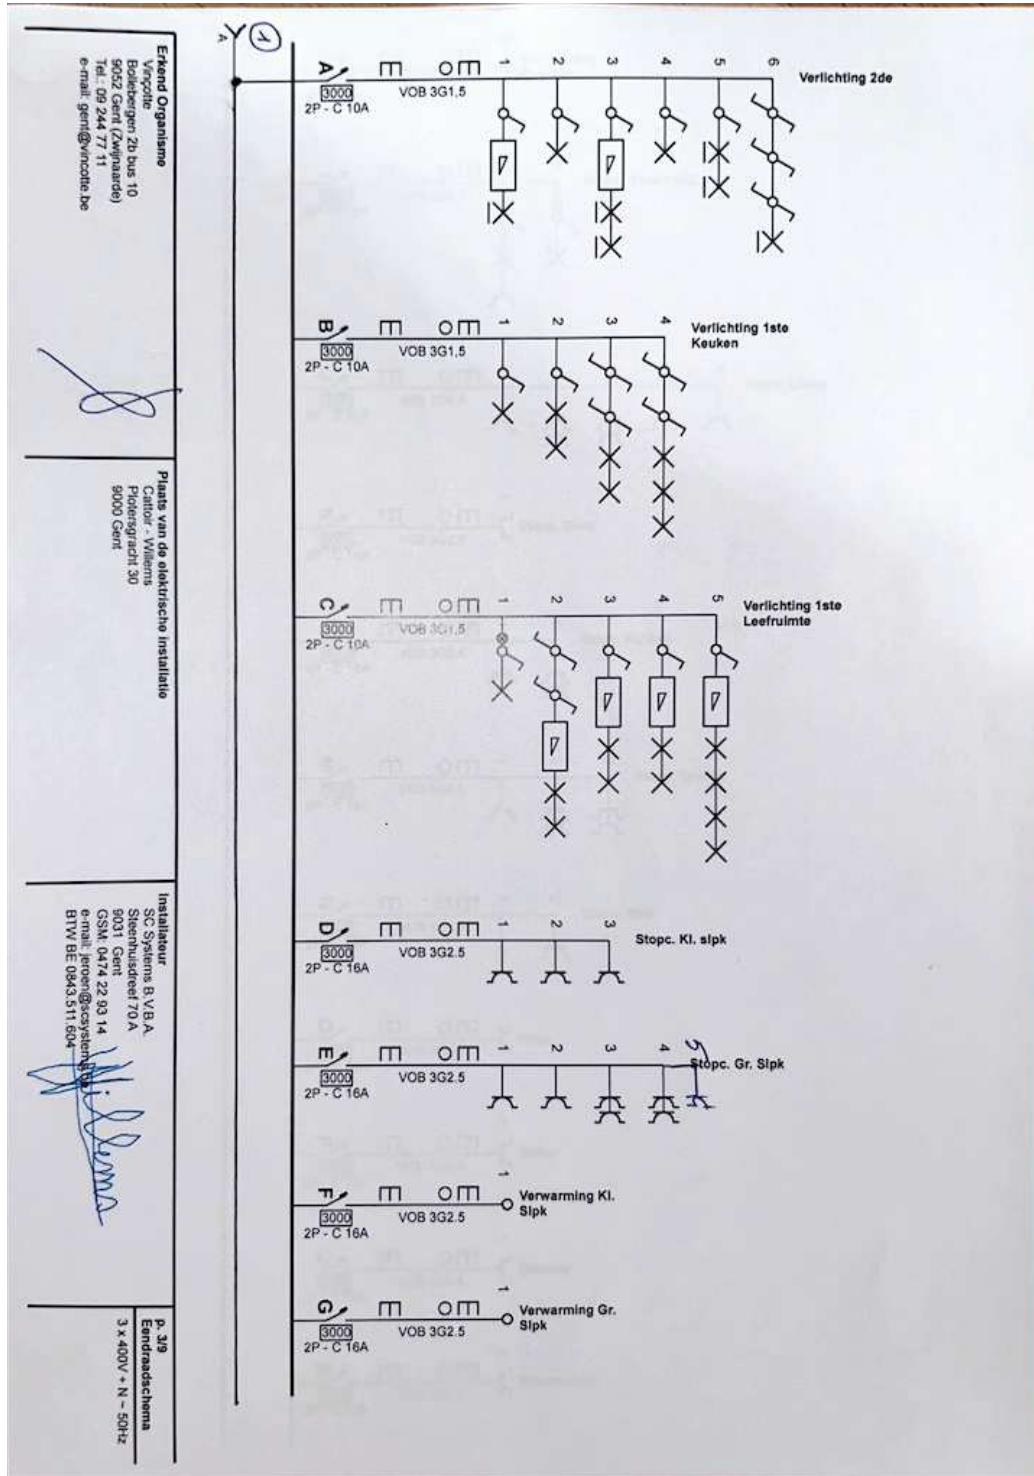 1
A
A
3000
2P - C 10A
VOB 3G1,5
1 2 3 4 5 6
Verlichting 2de
B
3000
2P - C 10A
VOB 3G1,5
1 2 3 4
Verlichting 1ste
Keuken
C
3000
2P - C 10A
VOB 3G1,5
1 2 3 4 5
Verlichting 1ste
Leefruimte
D
3000
2P - C 16A
VOB 3G2.5
1 2 3
Stopc. Kl. slpk
E
3000
2P - C 16A
VOB 3G2.5
1 2 3 4 5
Stopc. Gr. Slpk
F
3000
2P - C 16A
VOB 3G2.5
1
Verwarming Kl.
Slpk
G
3000
2P - C 16A
VOB 3G2.5
1
Verwarming Gr.
Slpk
Erkend Organisme
Vinçotte
Bollebergen 2b bus 10
9052 Gent (Zwijnaarde)
Tel.: 09 244 77 11
e-mail: gent@vincotte.be
Plaats van de elektrische installatie
Cattoir - Willems
Plotersgracht 30
9000 Gent
Installateur
SC Systems B.V.B.A.
Steenhuisdreef 70 A
9031 Gent
GSM: 0474 22 93 14
e-mail: jeroen@scsystems.be
BTW BE 0843.511.604
Willems
p. 3/9
Eendraadschema
3 x 400V + N ~ 50Hz